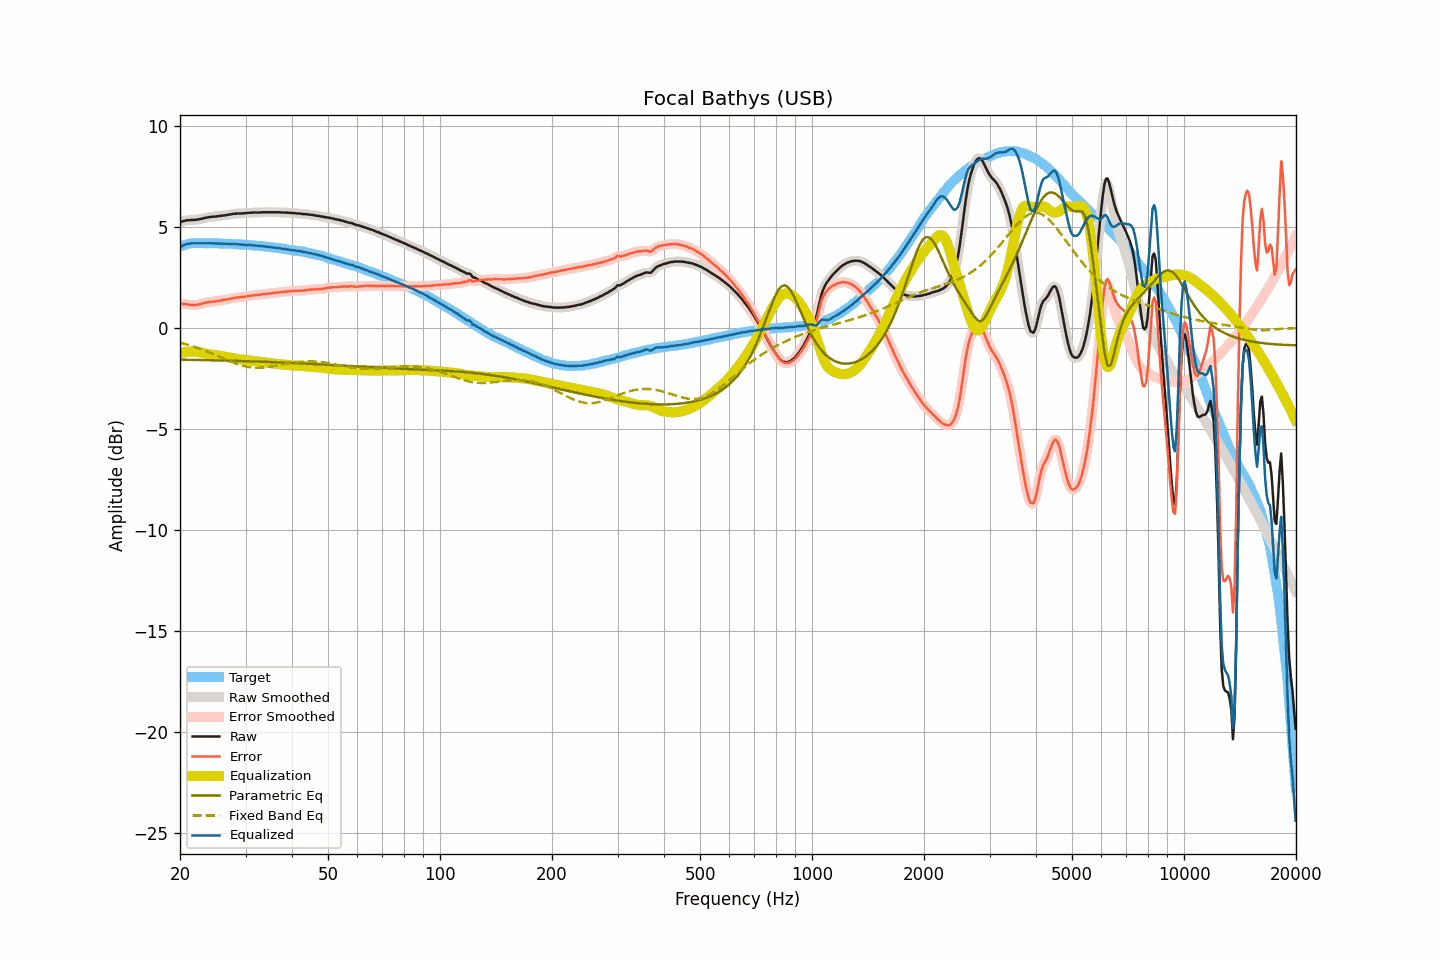 Focal Bathys (USB)
10
5
0
−5
−10
−15
−20
−25
Amplitude (dBr)
Target
Raw Smoothed
Error Smoothed
Raw
Error
Equalization
Parametric Eq
Fixed Band Eq
Equalized
20 50 100 200 500 1000 2000 5000 10000 20000
Frequency (Hz)